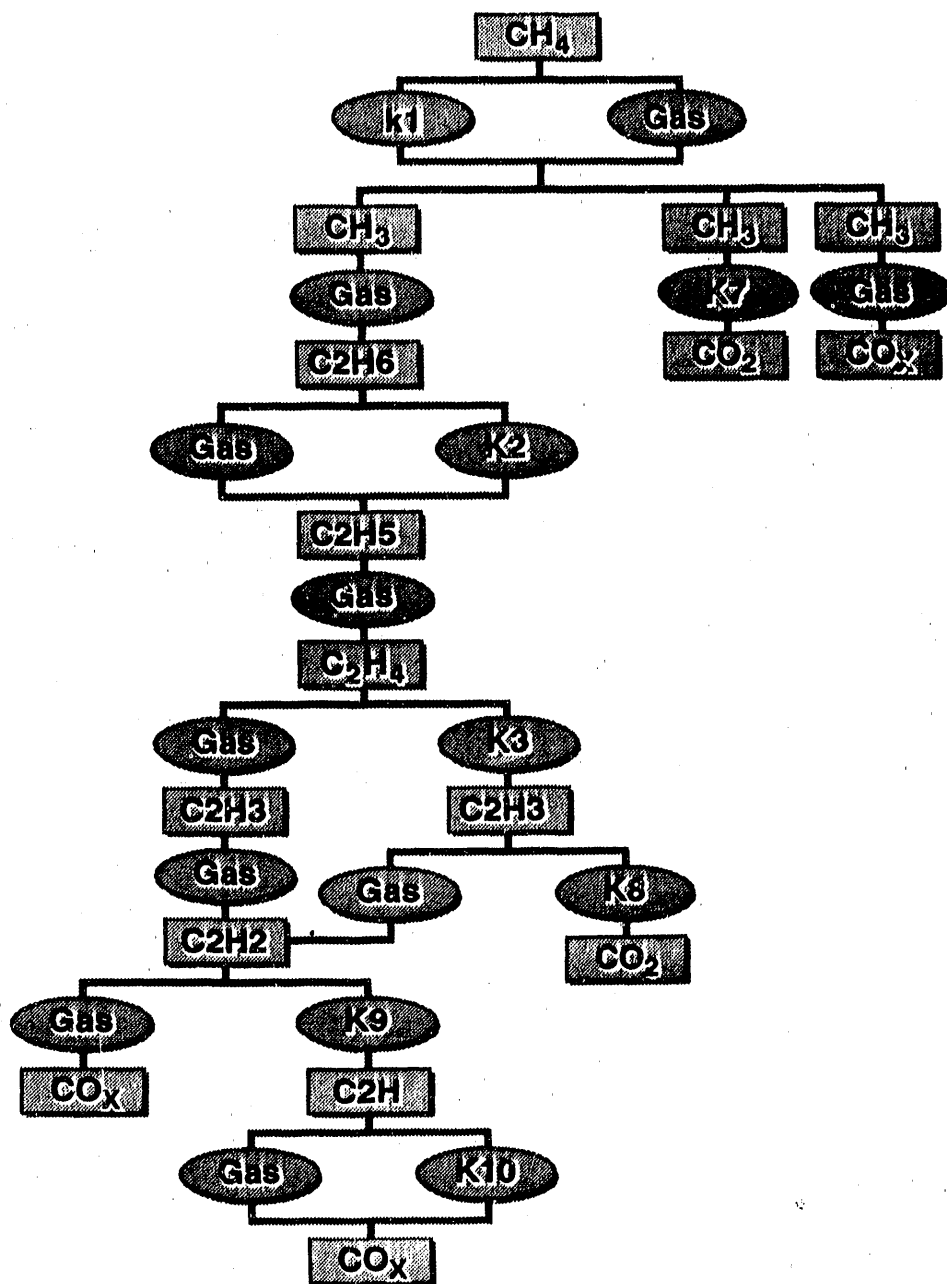 CH₄
k1 Gas
CH₃ CH₃ CH₃
Gas K7 Gas
C2H6 CO₂ COₓ
Gas K2
C2H5
Gas
C₂H₄
Gas K3
C2H3 C2H3
Gas Gas K8
C2H2 CO₂
Gas K9
COₓ C2H
Gas K10
COₓ